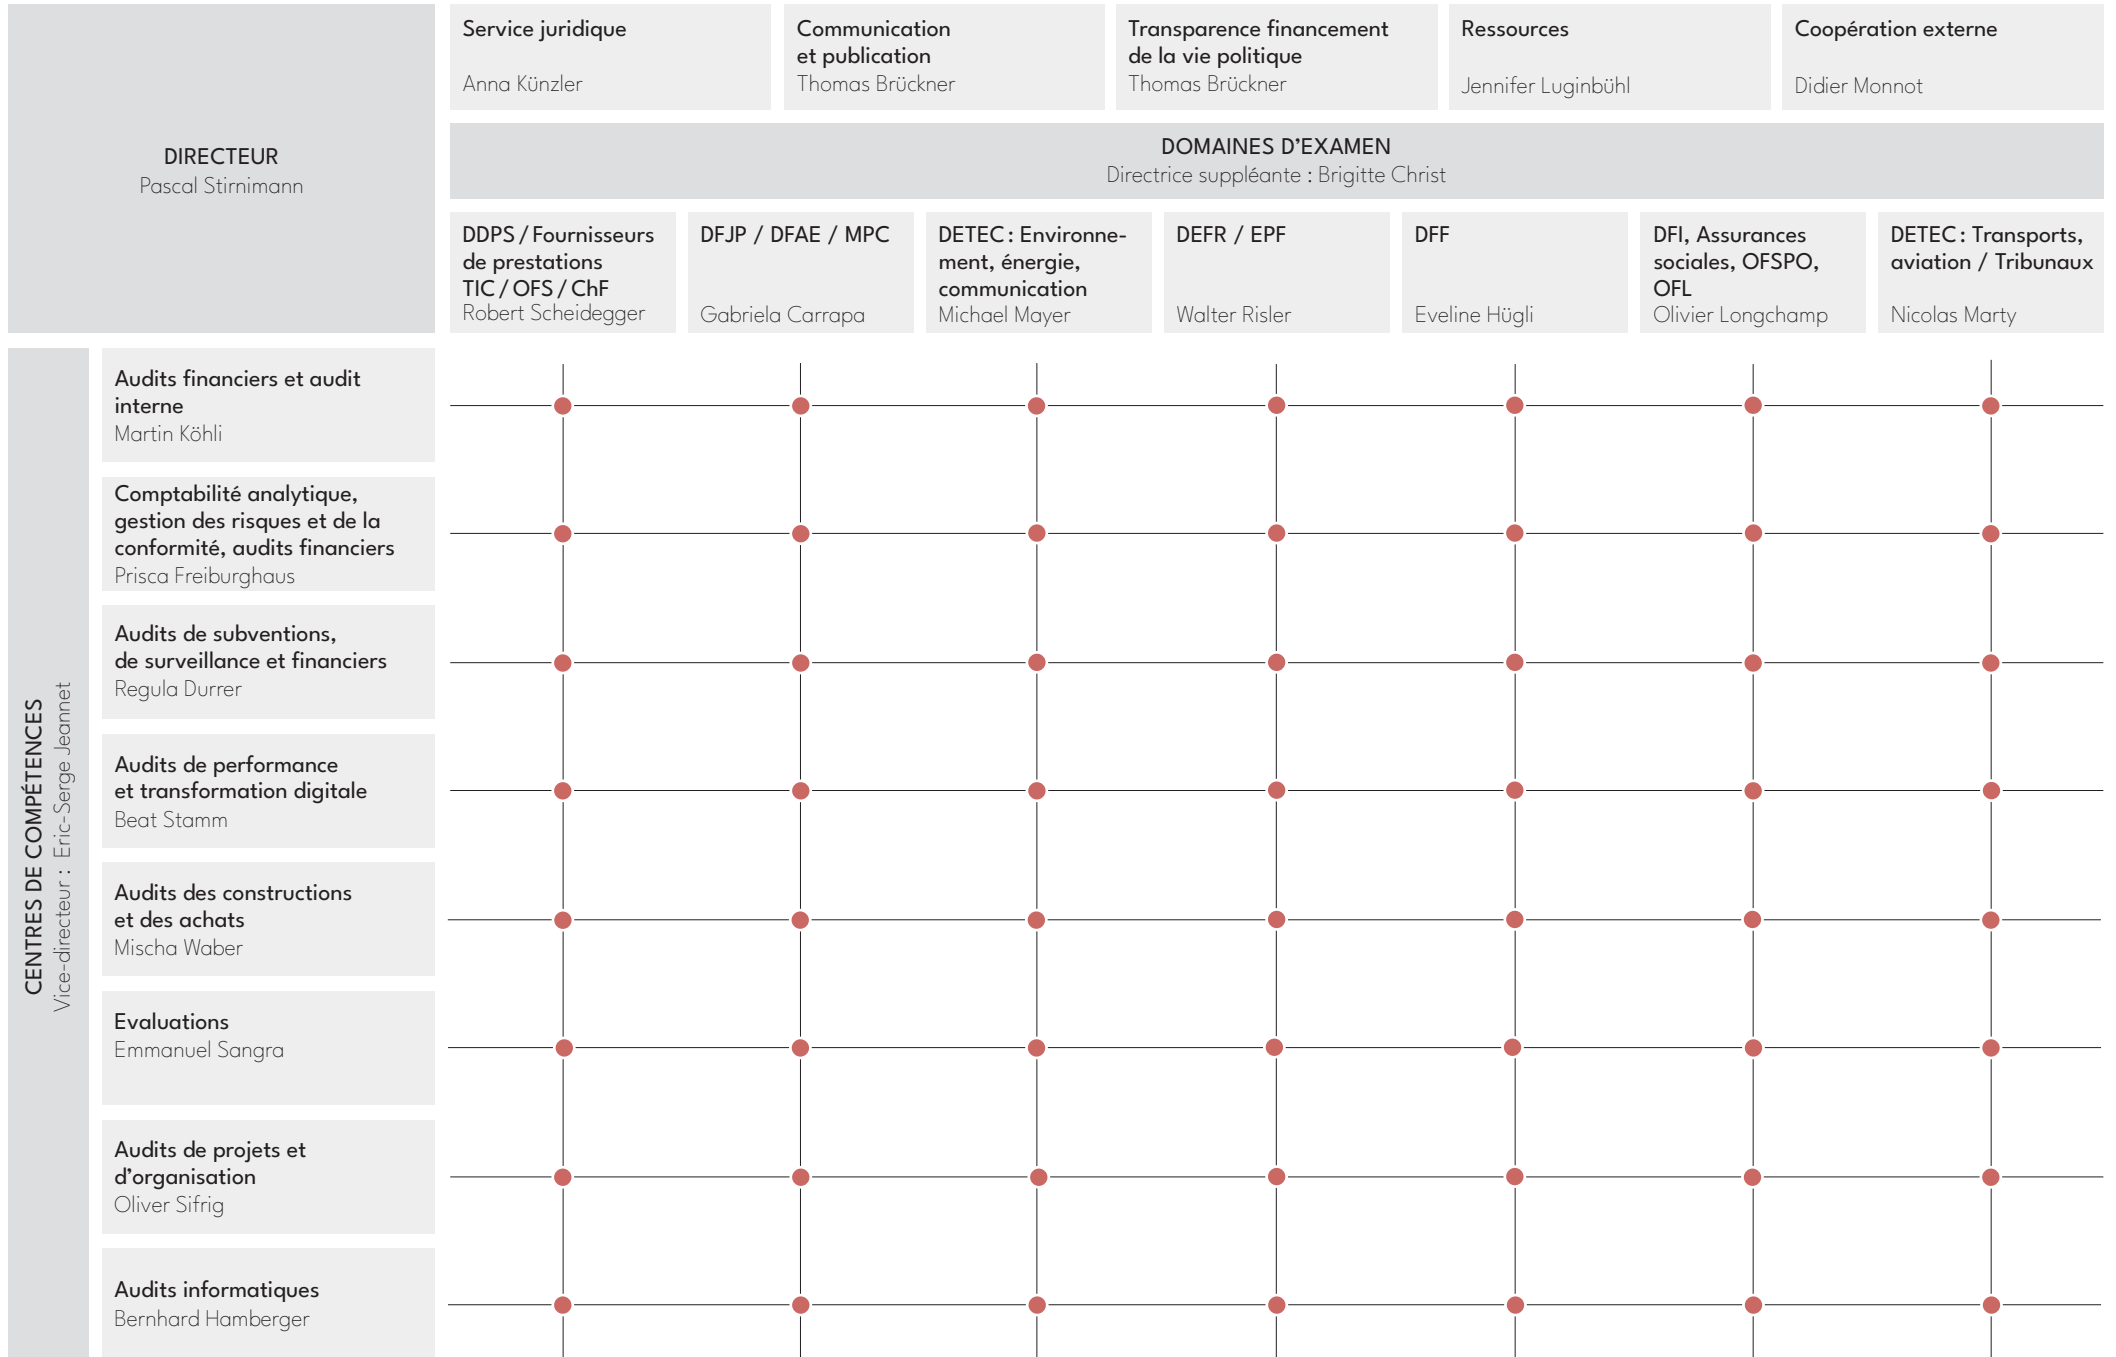 Service juridique
Anna Künzler
Communication
et publication
Thomas Brückner
Transparence financement
de la vie politique
Thomas Brückner
Ressources
Jennifer Luginbühl
Coopération externe
Didier Monnot
DIRECTEUR
Pascal Stirnimann
DOMAINES D’EXAMEN
Directrice suppléante : Brigitte Christ
DDPS / Fournisseurs
de prestations
TIC / OFS / ChF
Robert Scheidegger
DFJP / DFAE / MPC
Gabriela Carrapa
DETEC : Environne-
ment, énergie,
communication
Michael Mayer
DEFR / EPF
Walter Risler
DFF
Eveline Hügli
DFI, Assurances
sociales, OFSPO,
OFL
Olivier Longchamp
DETEC : Transports,
aviation / Tribunaux
Nicolas Marty
CENTRES DE COMPÉTENCES
Vice-directeur : Eric-Serge Jeannet
Audits financiers et audit
interne
Martin Köhli
Comptabilité analytique,
gestion des risques et de la
conformité, audits financiers
Prisca Freiburghaus
Audits de subventions,
de surveillance et financiers
Regula Durrer
Audits de performance
et transformation digitale
Beat Stamm
Audits des constructions
et des achats
Mischa Waber
Evaluations
Emmanuel Sangra
Audits de projets et
d’organisation
Oliver Sifrig
Audits informatiques
Bernhard Hamberger